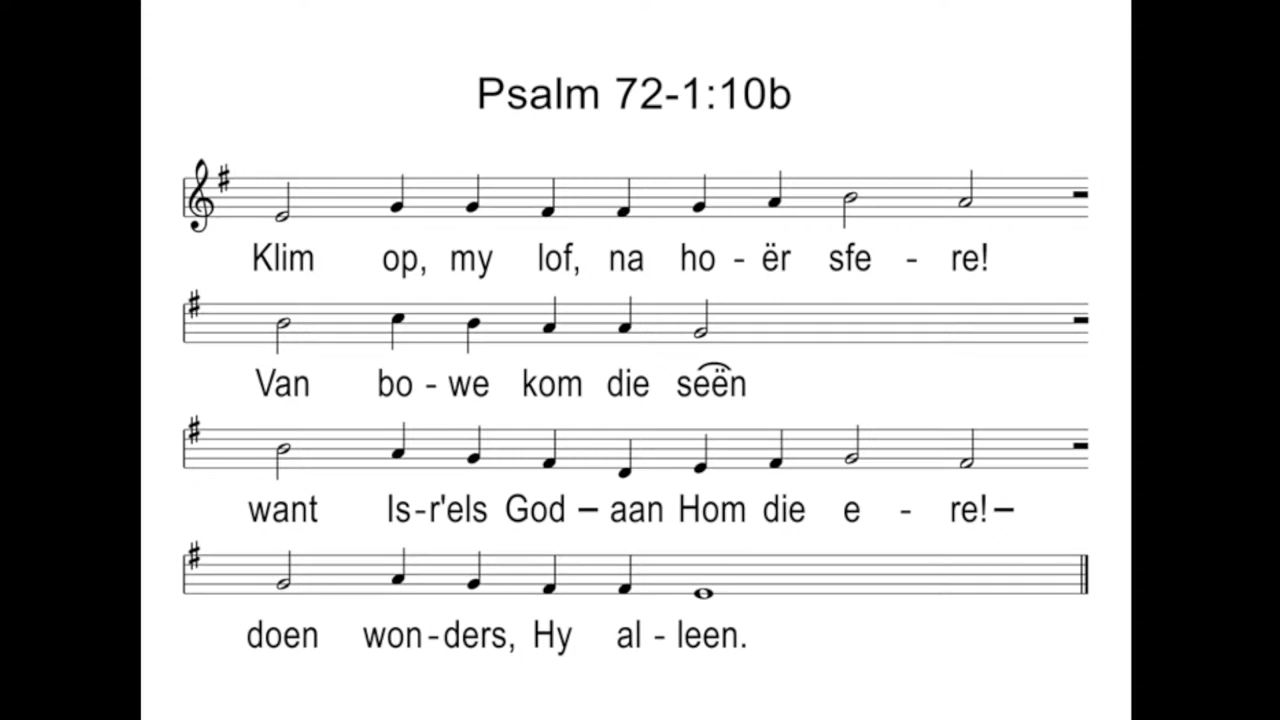 Psalm 72-1:10b
Klim op, my lof, na ho - ër sfe - re!
Van bo - we kom die seën
want Is-r'els God – aan Hom die e - re! –
doen won-ders, Hy al - leen.